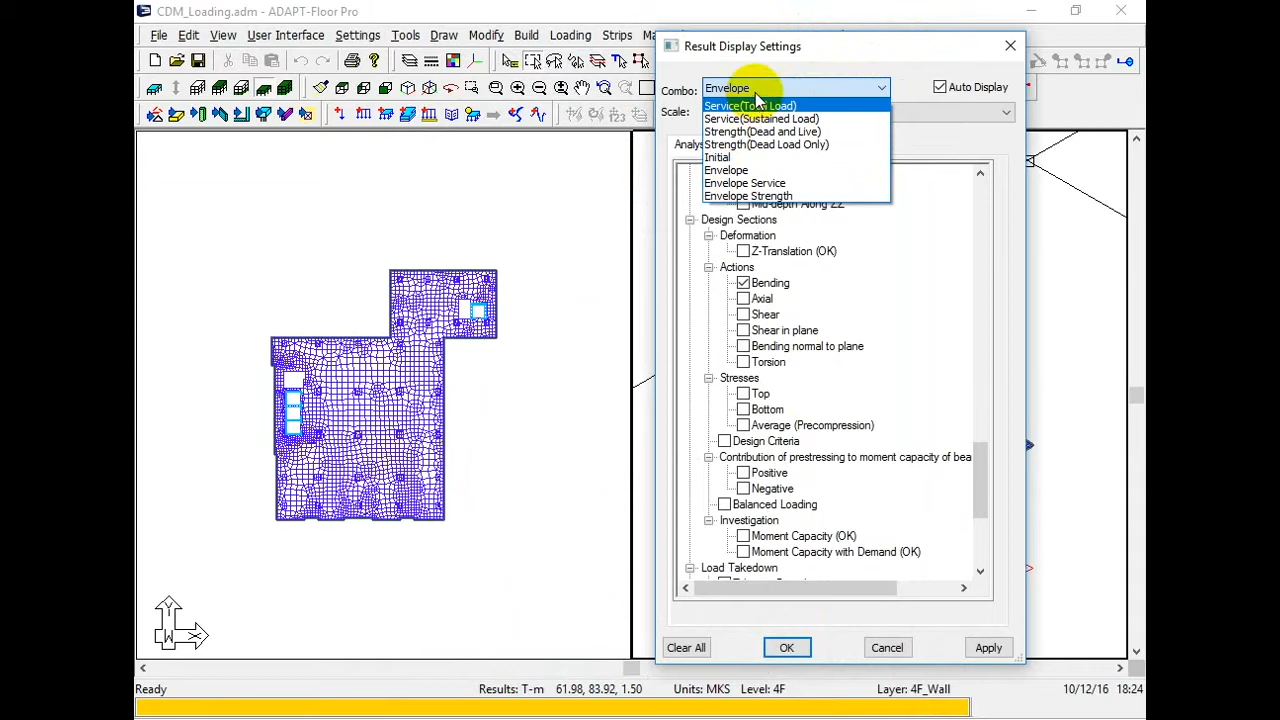 CDM_Loading.adm - ADAPT-Floor Pro
File Edit View User Interface Settings Tools Draw Modify Build Loading Strips
Result Display Settings
Combo: Envelope
Auto Display
Scale:
Service(Total Load)
Service(Sustained Load)
Strength(Dead and Live)
Strength(Dead Load Only)
Initial
Envelope
Envelope Service
Envelope Strength
Mid-depth Along ZZ
Design Sections
Deformation
Z-Translation (OK)
Actions
Bending
Axial
Shear
Shear in plane
Bending normal to plane
Torsion
Stresses
Top
Bottom
Average (Precompression)
Design Criteria
Contribution of prestressing to moment capacity of bea
Positive
Negative
Balanced Loading
Investigation
Moment Capacity (OK)
Moment Capacity with Demand (OK)
Load Takedown
Clear All OK Cancel Apply
Y
W X
Ready Results: T-m 61.98, 83.92, 1.50 Units: MKS Level: 4F Layer: 4F_Wall 10/12/16 18:24